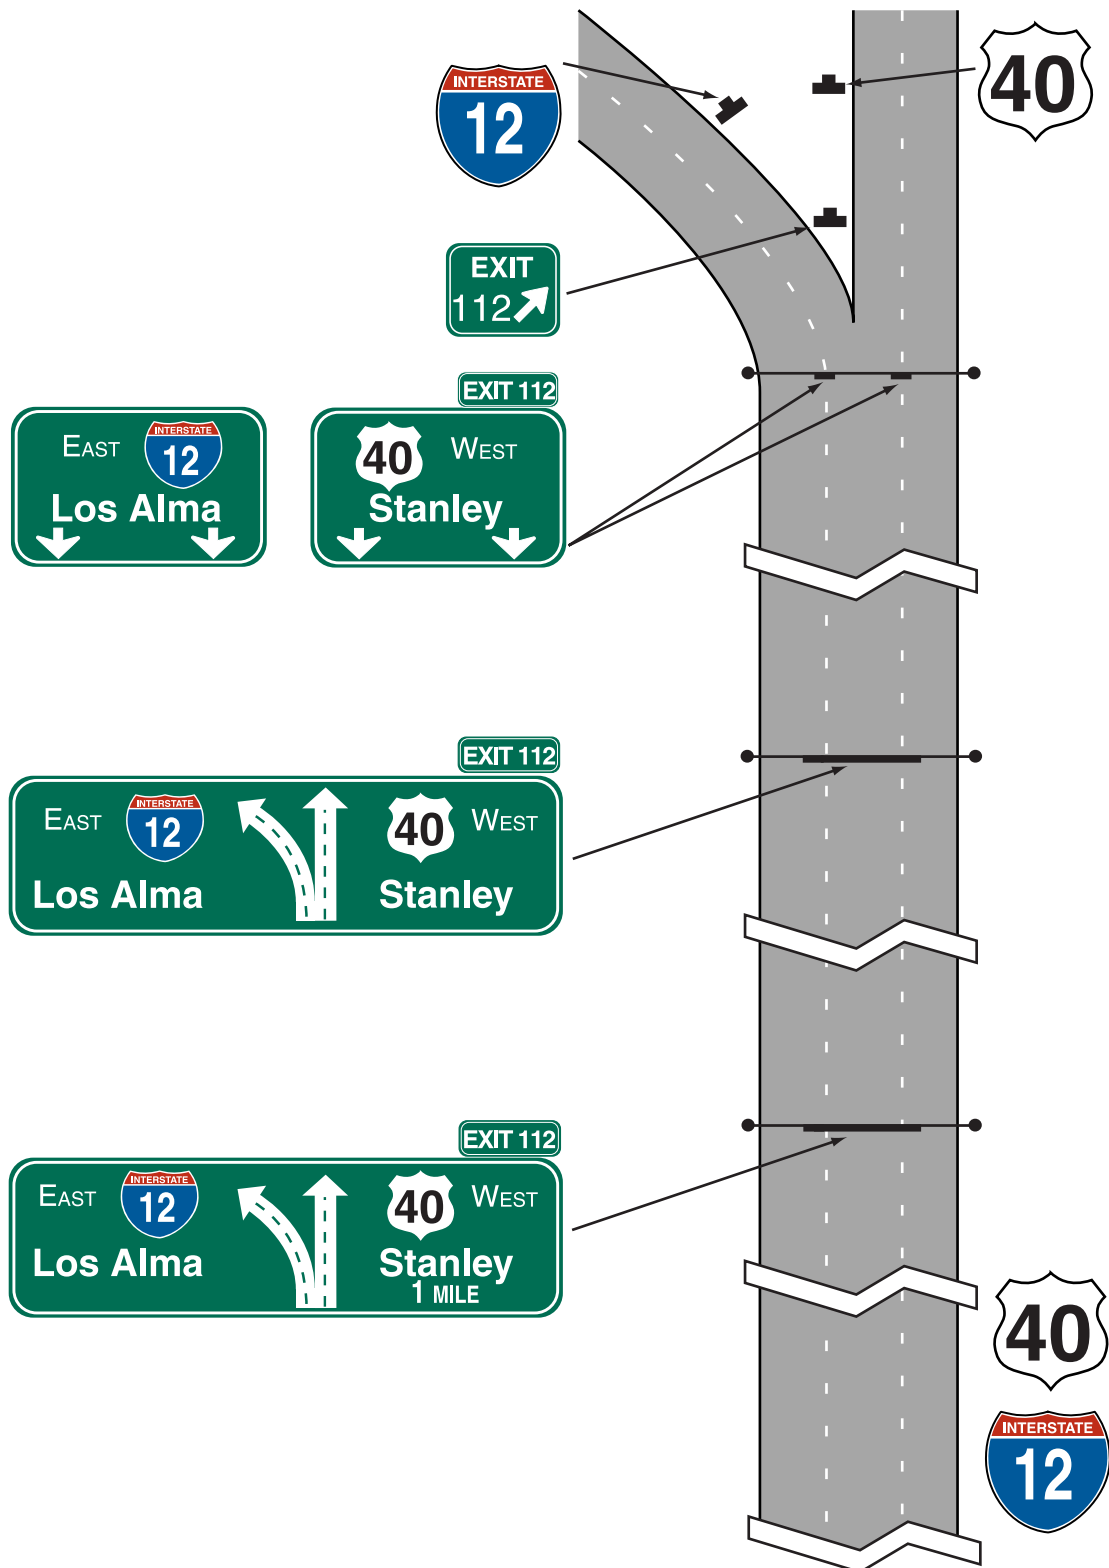 INTERSTATE
12
40
EXIT
112
EXIT 112
EAST
INTERSTATE
12
Los Alma
40
WEST
Stanley
EXIT 112
EAST
INTERSTATE
12
Los Alma
40
WEST
Stanley
EXIT 112
EAST
INTERSTATE
12
Los Alma
40
WEST
Stanley
1 MILE
40
INTERSTATE
12